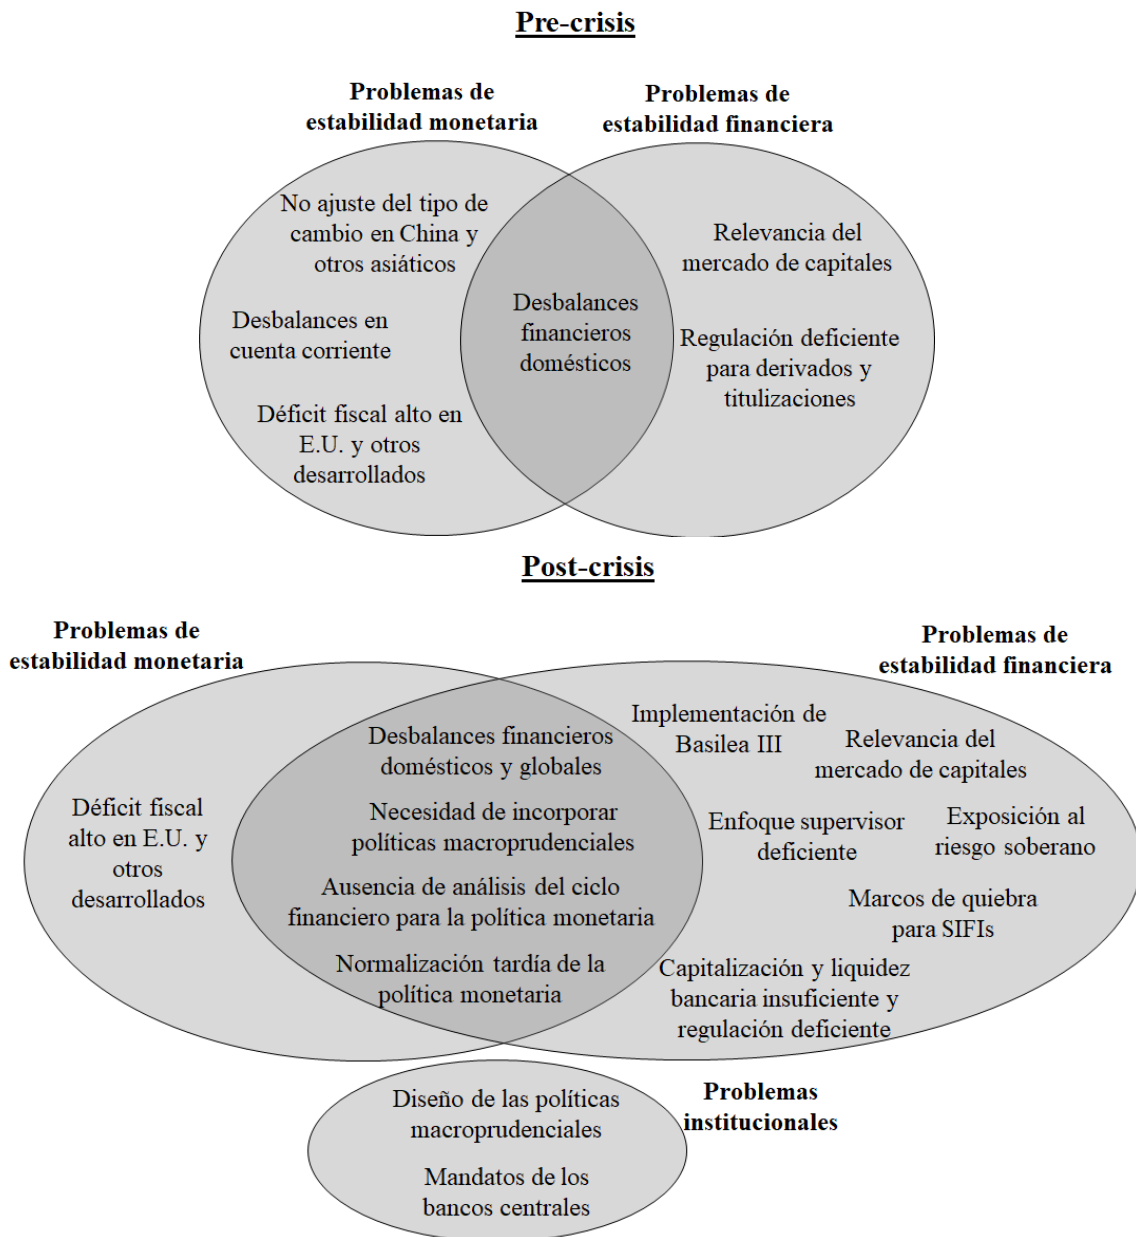 Pre-crisis
Problemas de
estabilidad monetaria
Problemas de
estabilidad financiera
No ajuste del tipo de
cambio en China y
otros asiáticos
Desbalances en
cuenta corriente
Déficit fiscal alto en
E.U. y otros
desarrollados
Desbalances
financieros
domésticos
Relevancia del
mercado de capitales
Regulación deficiente
para derivados y
titulizaciones
Post-crisis
Problemas de
estabilidad monetaria
Problemas de
estabilidad financiera
Déficit fiscal
alto en E.U. y
otros
desarrollados
Desbalances financieros
domésticos y globales
Necesidad de incorporar
políticas macroprudenciales
Ausencia de análisis del ciclo
financiero para la política monetaria
Normalización tardía de la
política monetaria
Implementación de
Basilea III
Relevancia del
mercado de capitales
Enfoque supervisor
deficiente
Exposición al
riesgo soberano
Marcos de quiebra
para SIFIs
Capitalización y liquidez
bancaria insuficiente y
regulación deficiente
Problemas
institucionales
Diseño de las políticas
macroprudenciales
Mandatos de los
bancos centrales